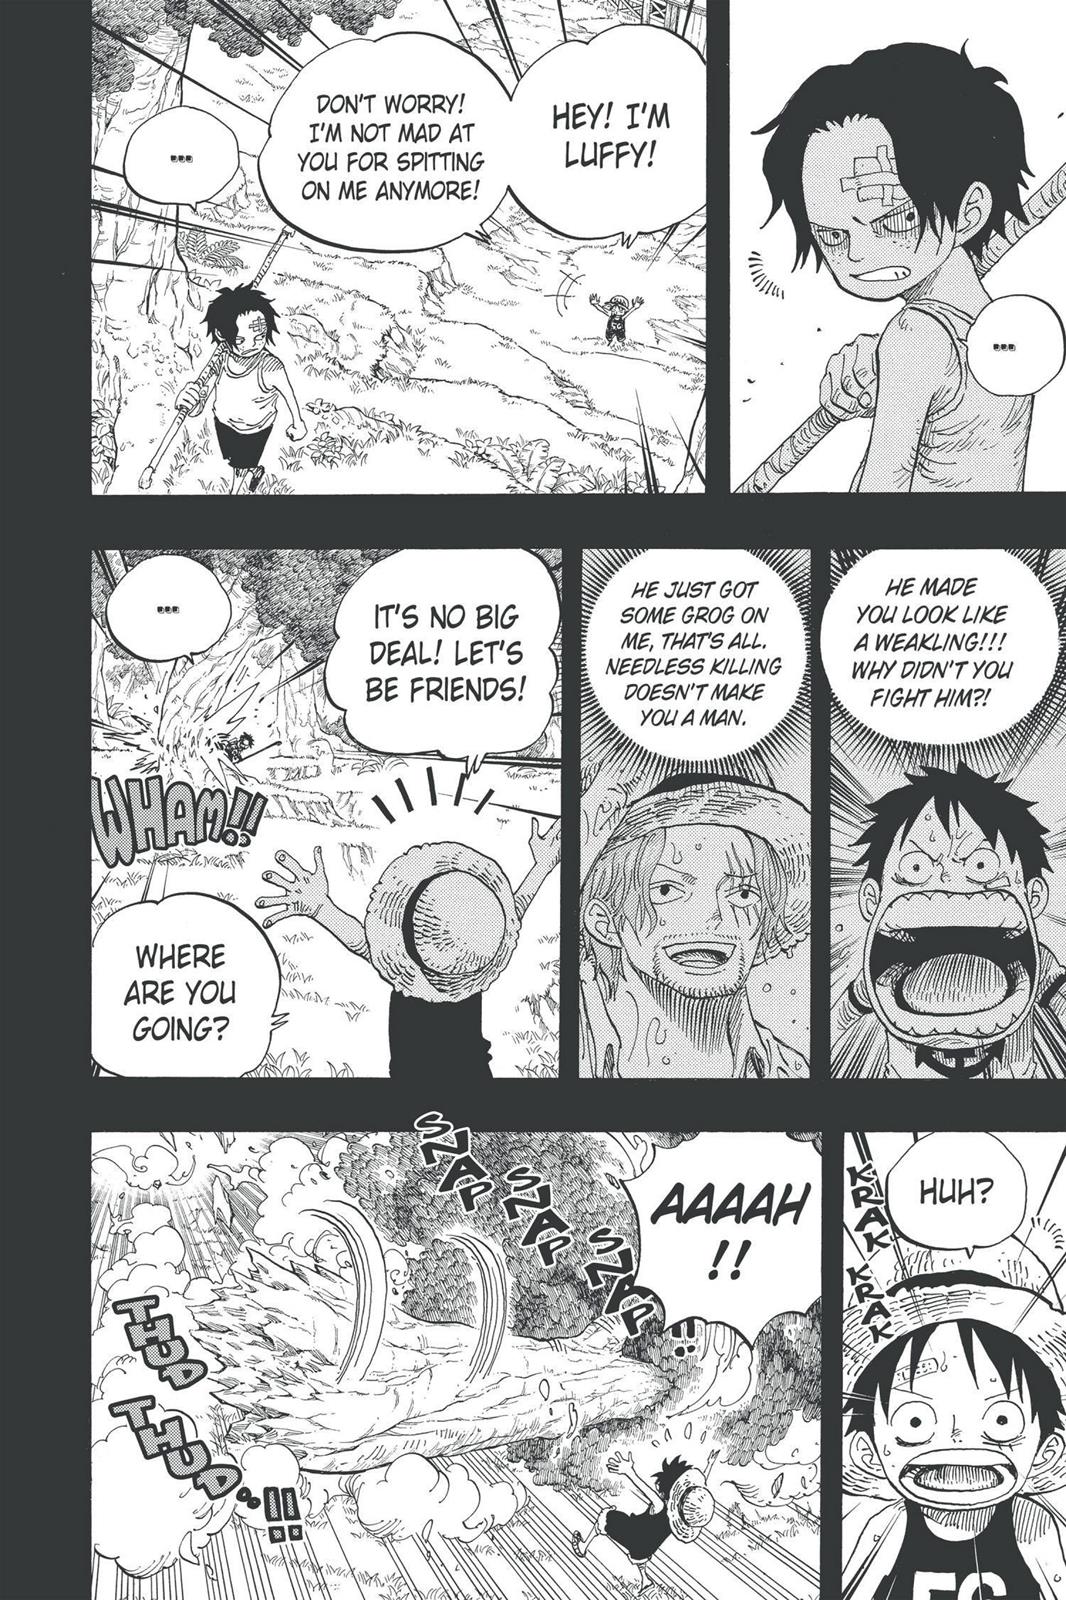 ...
HEY! I'M
LUFFY!
DON'T WORRY!
I'M NOT MAD AT
YOU FOR SPITTING
ON ME ANYMORE!
...
HE MADE
YOU LOOK LIKE
A WEAKLING!!!
WHY DIDN'T YOU
FIGHT HIM?!
HE JUST GOT
SOME GROG ON
ME, THAT'S ALL.
NEEDLESS KILLING
DOESN'T MAKE
YOU A MAN.
IT'S NO BIG
DEAL! LET'S
BE FRIENDS!
...
WHAM!!
WHERE
ARE YOU
GOING?
HUH?
KRAK
KRAK
FG
AAAAH
!!
SNAP
SNAP
SNAP
!!
THUD
THUD..!!